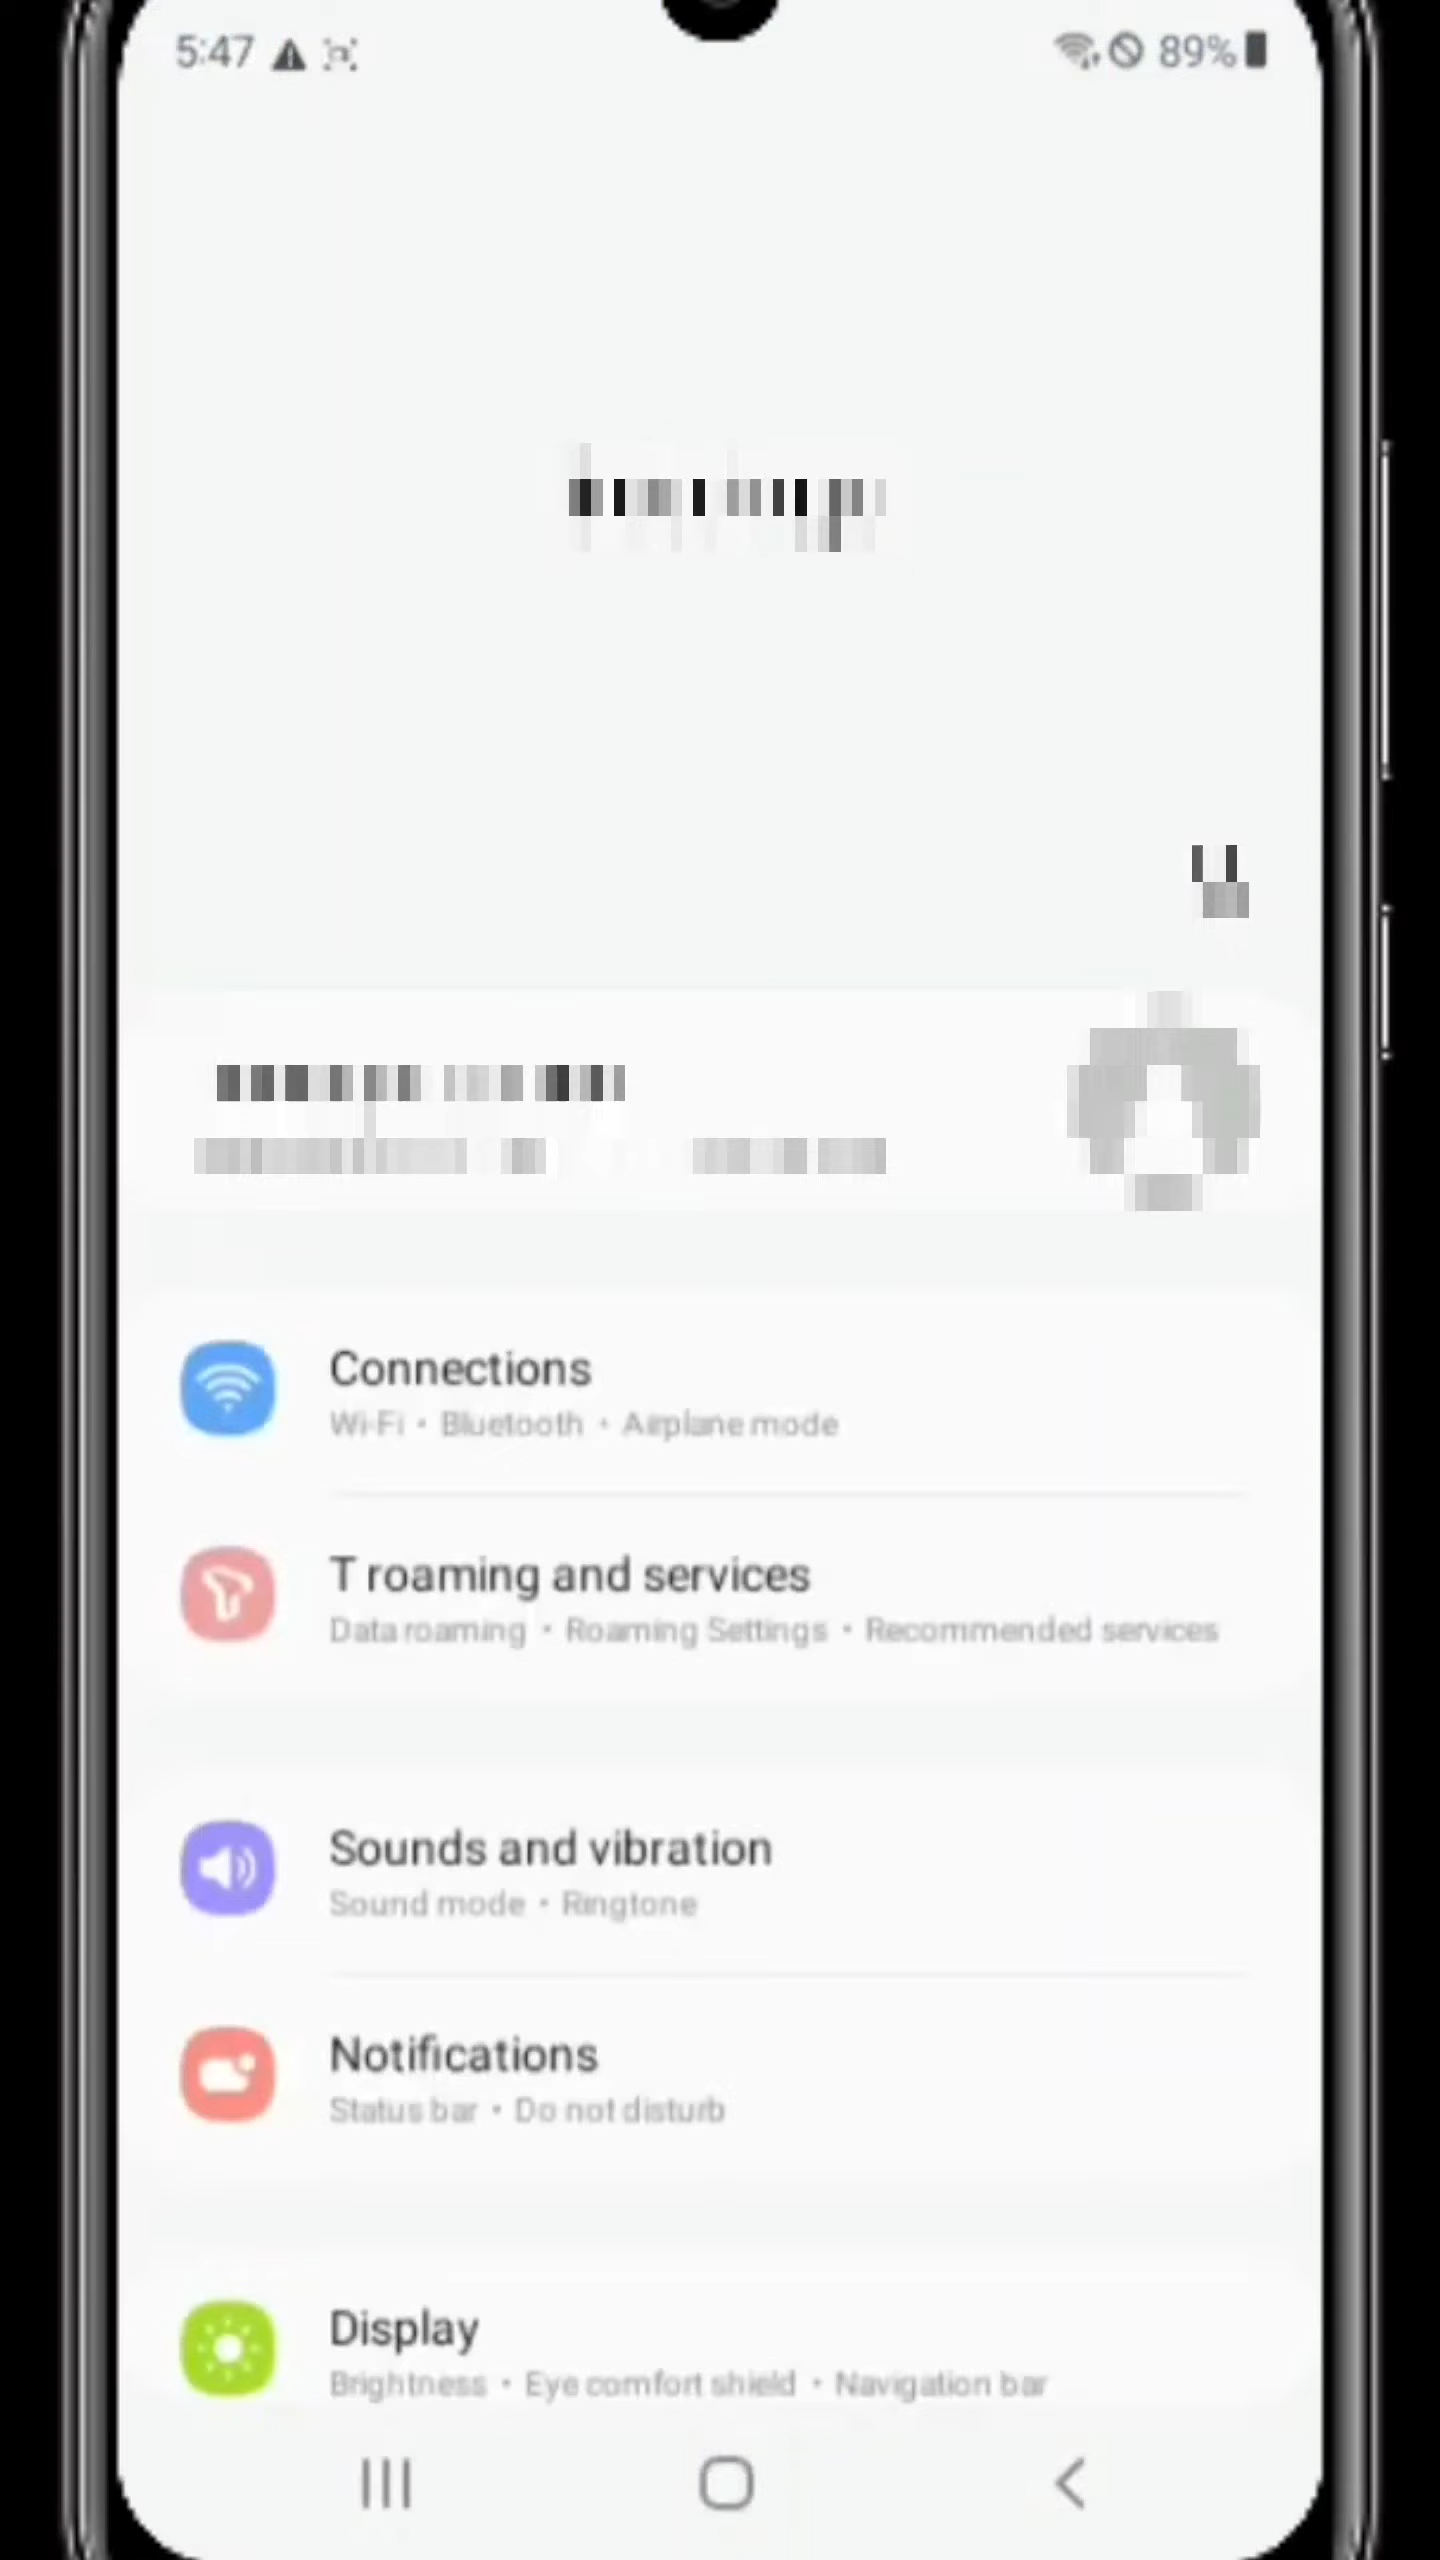 5:47
89%
Connections
Wi-Fi • Bluetooth • Airplane mode
T roaming and services
Data roaming • Roaming Settings • Recommended services
Sounds and vibration
Sound mode • Ringtone
Notifications
Status bar • Do not disturb
Display
Brightness • Eye comfort shield • Navigation bar